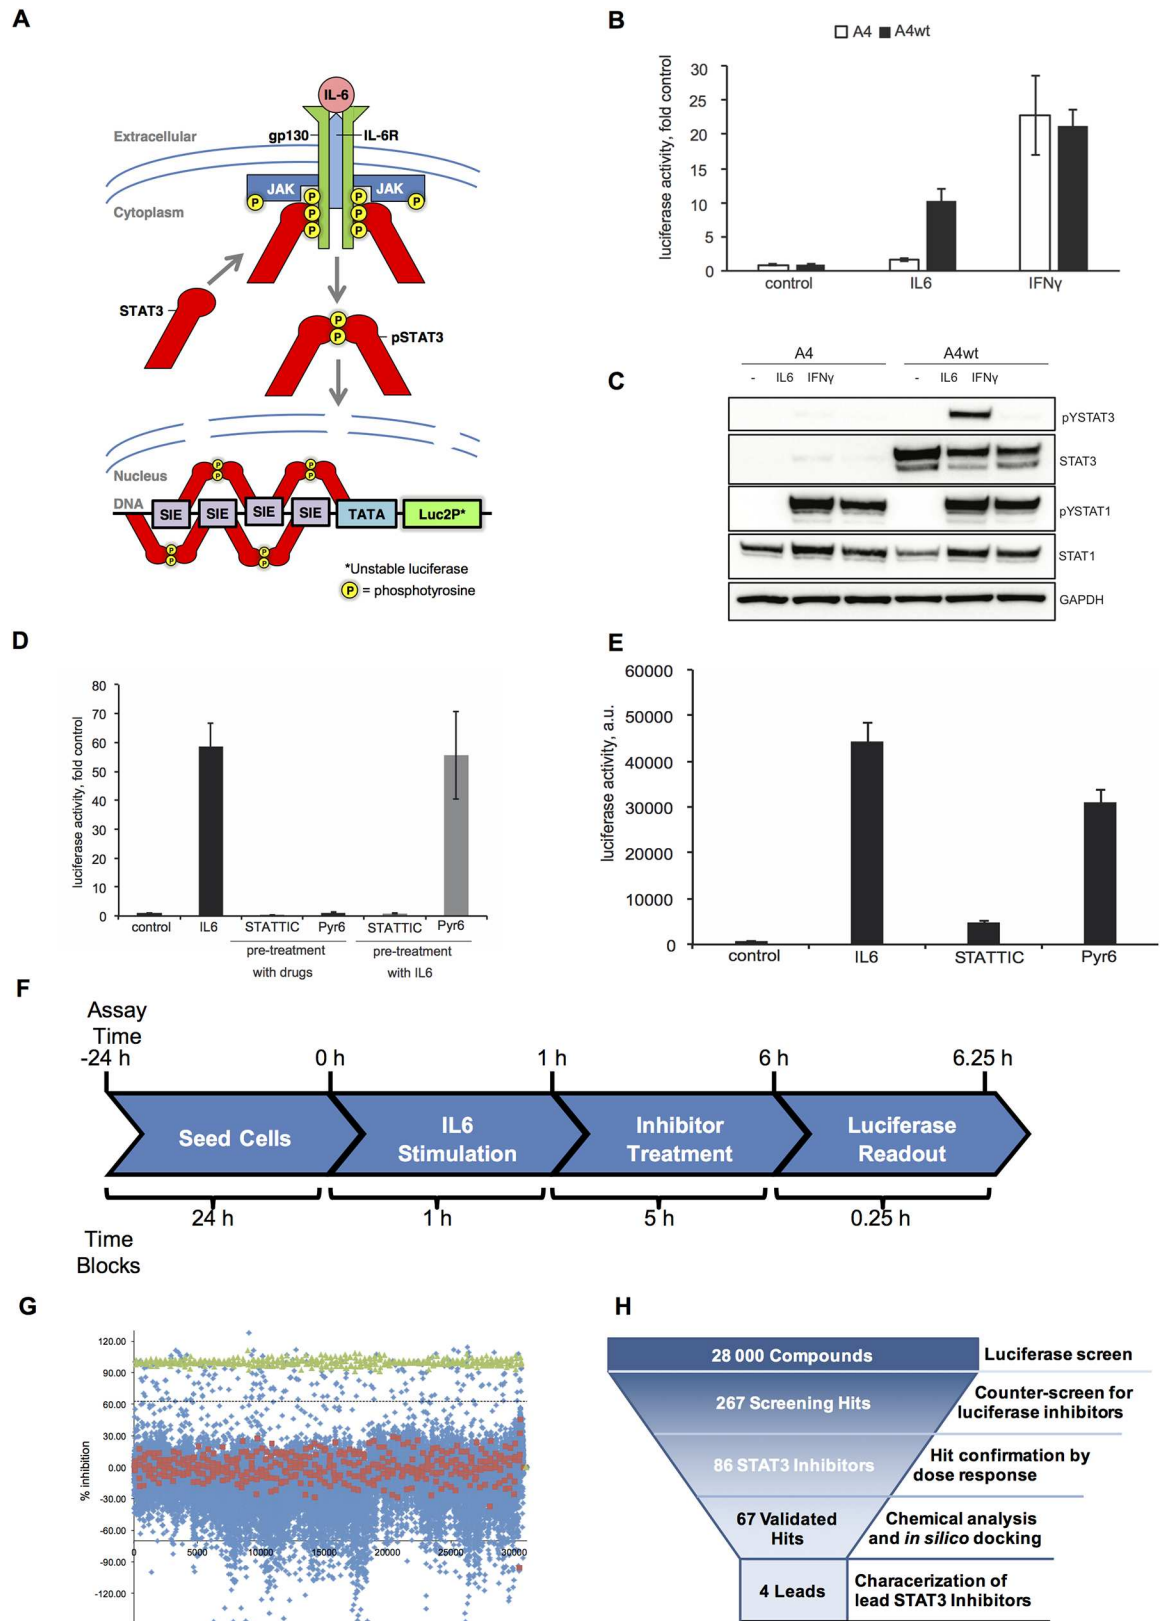 A
IL-6
Extracellular
gp130
IL-6R
JAK
JAK
P
P
P
P
P
P
P
P
Cytoplasm
STAT3
P
P
pSTAT3
Nucleus
P
P
P
P
DNA
SIE
SIE
SIE
SIE
TATA
Luc2P*
P
P
P
P
*Unstable luciferase
P = phosphotyrosine
B
A4 A4wt
luciferase activity, fold control
30
25
20
15
10
5
0
control IL6 IFNγ
C
A4 A4wt
- IL6 IFNγ - IL6 IFNγ
pYSTAT3
STAT3
pYSTAT1
STAT1
GAPDH
D
luciferase activity, fold control
80
70
60
50
40
30
20
10
0
control IL6 STATTIC Pyr6 STATTIC Pyr6
pre-treatment
with drugs
pre-treatment
with IL6
E
luciferase activity, a.u.
60000
50000
40000
30000
20000
10000
0
control IL6 STATTIC Pyr6
F
Assay
Time
-24 h 0 h 1 h 6 h 6.25 h
Seed Cells
IL6
Stimulation
Inhibitor
Treatment
Luciferase
Readout
24 h 1 h 5 h 0.25 h
Time
Blocks
G
% inhibition
120.00
90.00
60.00
30.00
0.00
-30.00
-60.00
-90.00
-120.00
0 5000 10000 15000 20000 25000 30000
H
28 000 Compounds
Luciferase screen
267 Screening Hits
Counter-screen for
luciferase inhibitors
86 STAT3 Inhibitors
Hit confirmation by
dose response
67 Validated
Hits
Chemical analysis
and in silico docking
4 Leads
Characerization of
lead STAT3 Inhibitors